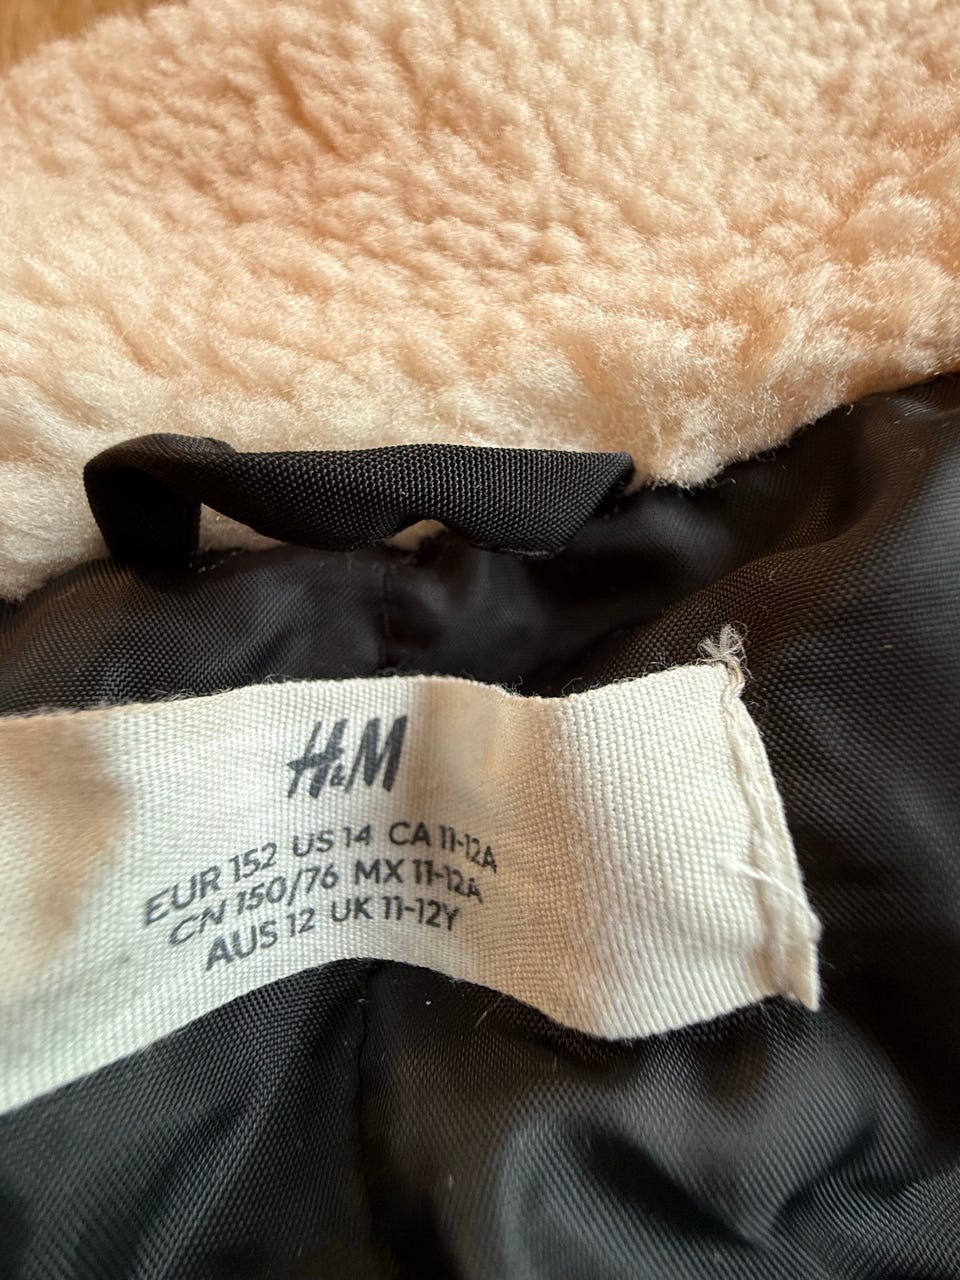 H&M
EUR 152 US 14 CA 11-12A
CN 150/76 MX 11-12A
AUS 12 UK 11-12Y